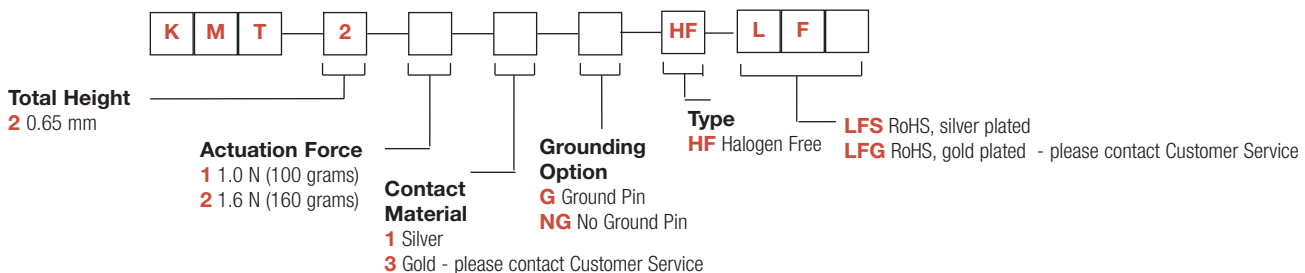 K M T 2 HF L F
Total Height
2 0.65 mm
Actuation Force
1 1.0 N (100 grams)
2 1.6 N (160 grams)
Contact
Material
1 Silver
3 Gold - please contact Customer Service
Grounding
Option
G Ground Pin
NG No Ground Pin
Type
HF Halogen Free
LFS RoHS, silver plated
LFG RoHS, gold plated - please contact Customer Service